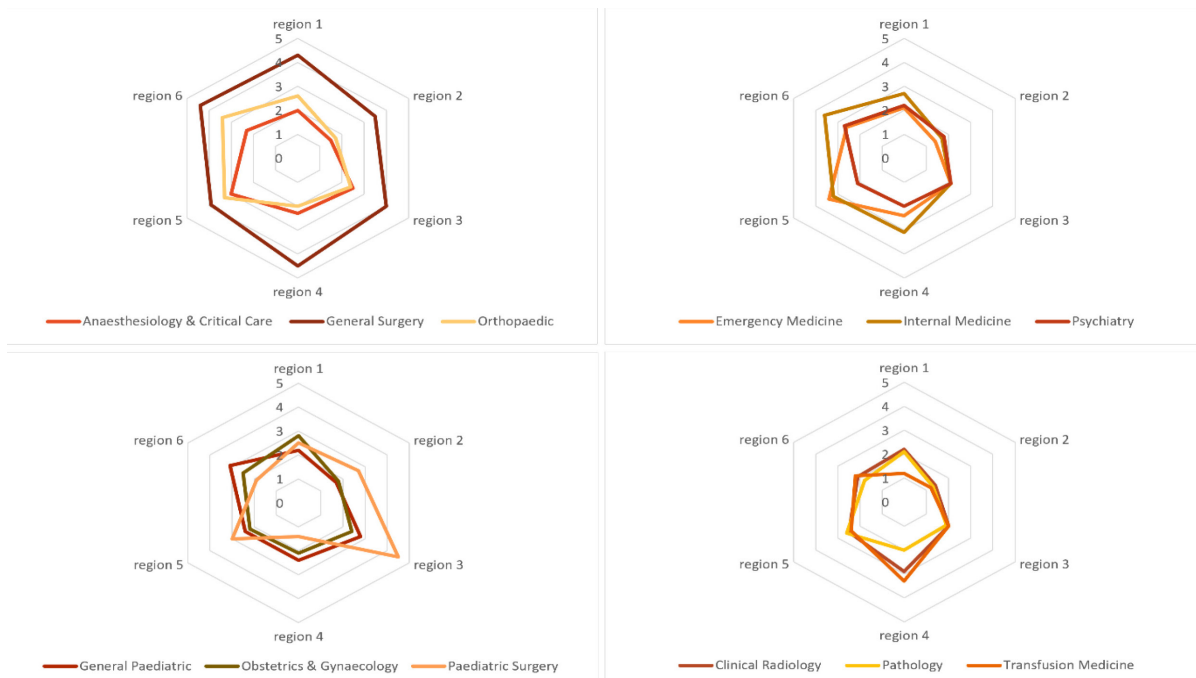 region 1
5
4
3
2
1
0
region 2
region 3
region 4
region 5
region 6
Anaesthesiology & Critical Care General Surgery Orthopaedic
region 1
5
4
3
2
1
0
region 2
region 3
region 4
region 5
region 6
Emergency Medicine Internal Medicine Psychiatry
region 1
5
4
3
2
1
0
region 2
region 3
region 4
region 5
region 6
General Paediatric Obstetrics & Gynaecology Paediatric Surgery
region 1
5
4
3
2
1
0
region 2
region 3
region 4
region 5
region 6
Clinical Radiology Pathology Transfusion Medicine